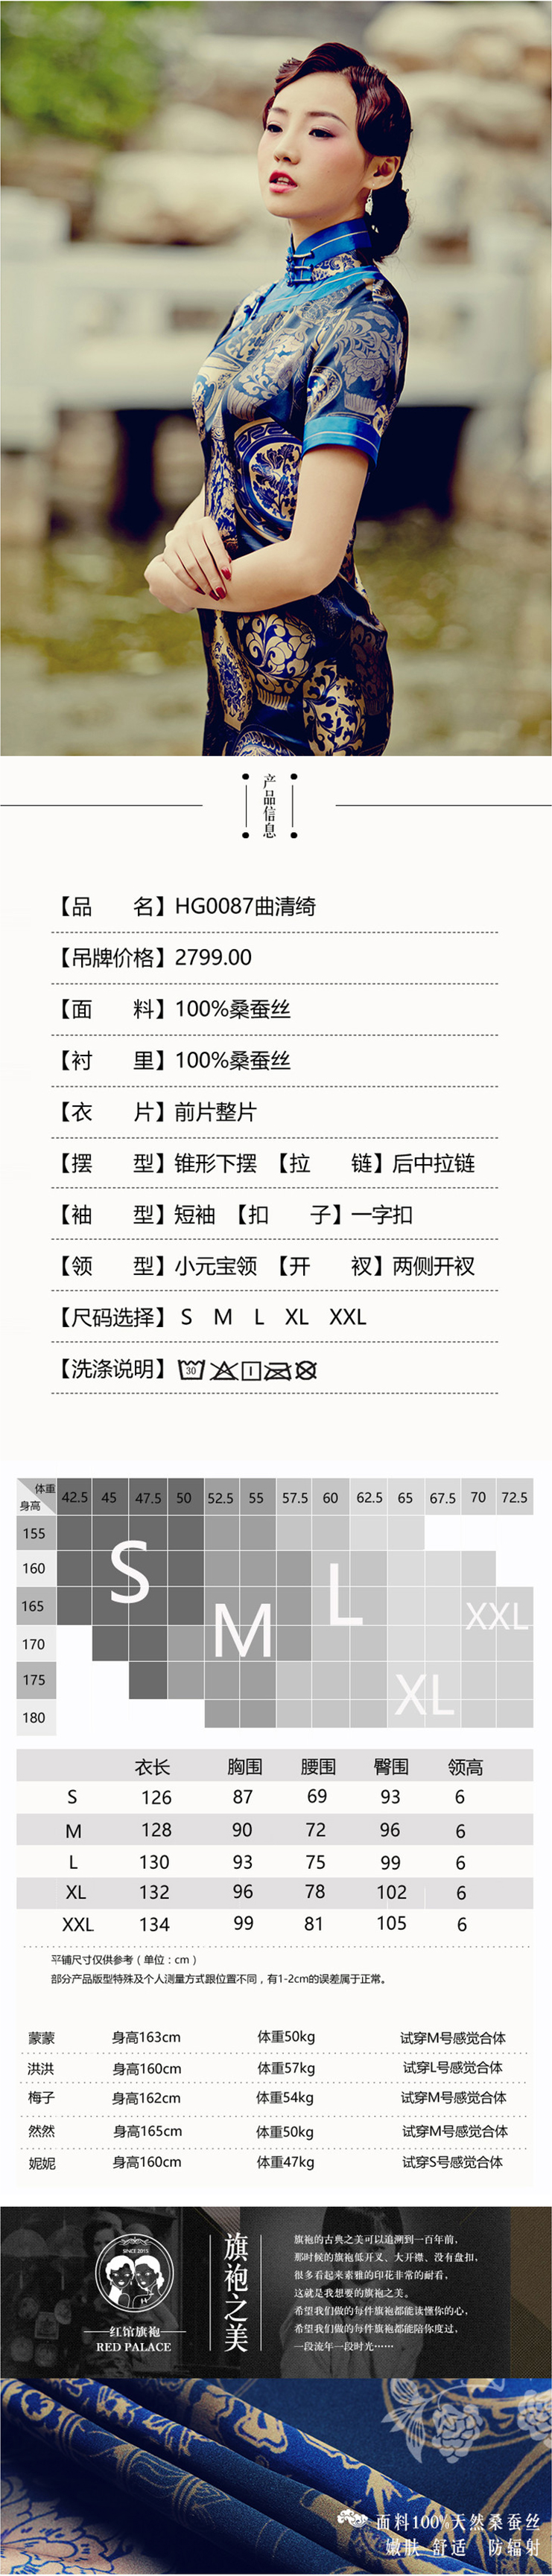 产品信息
【品 名】HG0087曲清绮
【吊牌价格】2799.00
【面 料】100%桑蚕丝
【衬 里】100%桑蚕丝
【衣 片】前片整片
【摆 型】锥形下摆 【拉 链】后中拉链
【袖 型】短袖 【扣 子】一字扣
【领 型】小元宝领 【开 衩】两侧开衩
【尺码选择】 S M L XL XXL
【洗涤说明】 30
体重
身高
42.5 45 47.5 50 52.5 55 57.5 60 62.5 65 67.5 70 72.5
155
160
165
170
175
180
S
M
L
XL
XXL
衣长 胸围 腰围 臀围 领高
S 126 87 69 93 6
M 128 90 72 96 6
L 130 93 75 99 6
XL 132 96 78 102 6
XXL 134 99 81 105 6
平铺尺寸仅供参考（单位：cm）
部分产品版型特殊及个人测量方式跟位置不同，有1-2cm的误差属于正常。
蒙蒙 身高163cm 体重50kg 试穿M号感觉合体
洪洪 身高160cm 体重57kg 试穿L号感觉合体
梅子 身高162cm 体重54kg 试穿M号感觉合体
然然 身高165cm 体重50kg 试穿M号感觉合体
妮妮 身高160cm 体重47kg 试穿S号感觉合体
SINCE 2015
红馆旗袍
RED PALACE
旗袍之美
旗袍的古典之美可以追溯到一百年前，
那时候的旗袍低开叉、大开襟、没有盘扣，
很多看起来素雅的印花非常的耐看，
这就是我想要的旗袍之美。
希望我们做的每件旗袍都能读懂你的心，
希望我们做的每件旗袍都能陪你度过，
一段流年一段时光……
面料100%天然桑蚕丝
嫩肤 舒适 防辐射